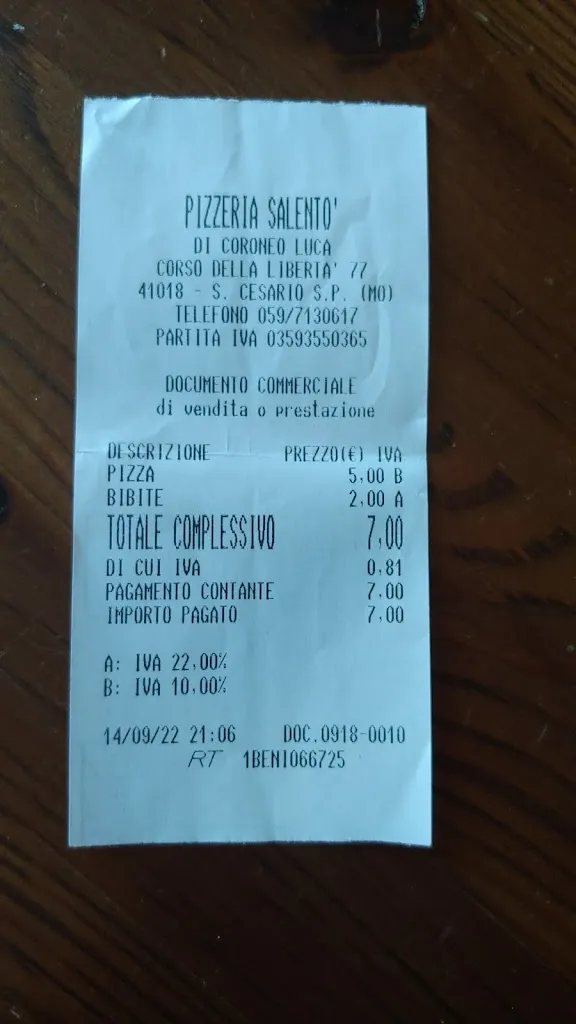 PIZZERIA SALENTO'
DI CORONEO LUCA
CORSO DELLA LIBERTA' 77
41018 - S. CESARIO S.P. (MO)
TELEFONO 059/7130617
PARTITA IVA 03593550365
DOCUMENTO COMMERCIALE
di vendita o prestazione
DESCRIZIONE PREZZO(€) IVA
PIZZA 5,00 B
BIBITE 2,00 A
TOTALE COMPLESSIVO 7,00
DI CUI IVA 0,81
PAGAMENTO CONTANTE 7,00
IMPORTO PAGATO 7,00
A: IVA 22,00%
B: IVA 10,00%
14/09/22 21:06 DOC.0918-0010
RT 1BENI066725